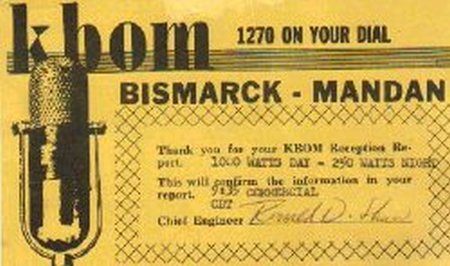 kbom
1270 ON YOUR DIAL
BISMARCK - MANDAN
Thank you for your KBOM Reception Re-
port. 1000 WATTS DAY - 250 WATTS NIGHT
This will confirm the information in your
report. COMMERCIAL
CDT
Chief Engineer